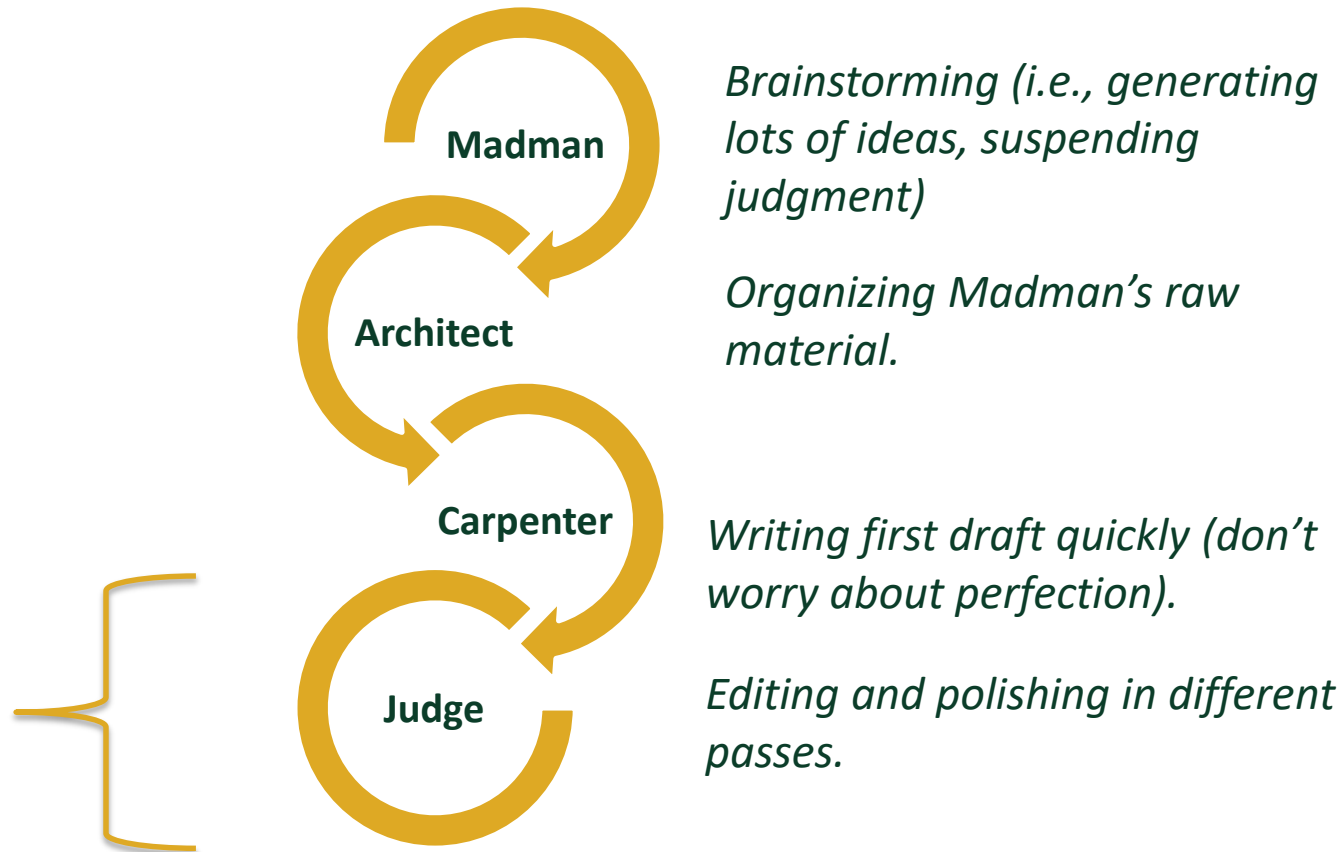 Madman
Brainstorming (i.e., generating
lots of ideas, suspending
judgment)
Architect
Organizing Madman’s raw
material.
Carpenter
Writing first draft quickly (don’t
worry about perfection).
Judge
Editing and polishing in different
passes.